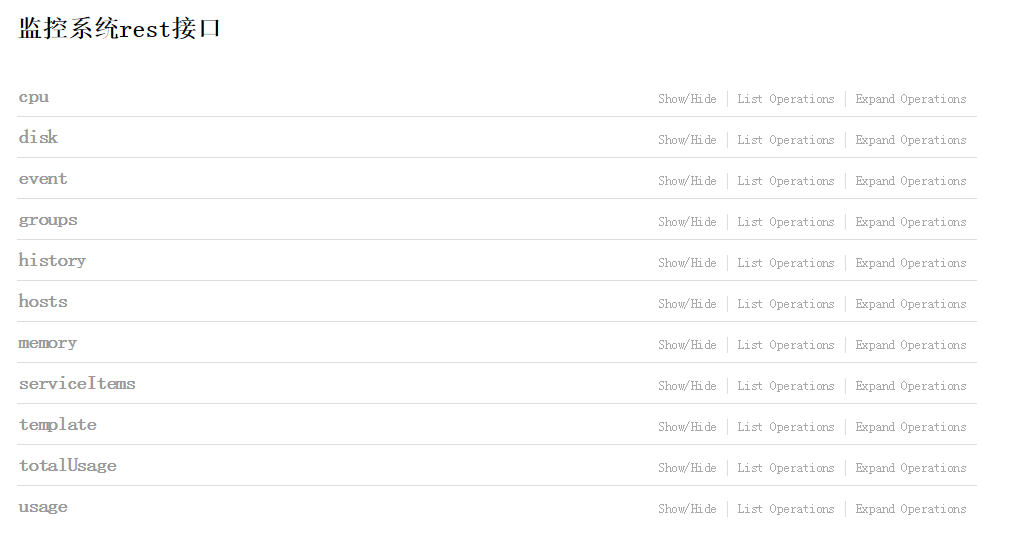 监控系统rest接口
cpu Show/Hide List Operations Expand Operations
disk Show/Hide List Operations Expand Operations
event Show/Hide List Operations Expand Operations
groups Show/Hide List Operations Expand Operations
history Show/Hide List Operations Expand Operations
hosts Show/Hide List Operations Expand Operations
memory Show/Hide List Operations Expand Operations
serviceItems Show/Hide List Operations Expand Operations
template Show/Hide List Operations Expand Operations
totalUsage Show/Hide List Operations Expand Operations
usage Show/Hide List Operations Expand Operations